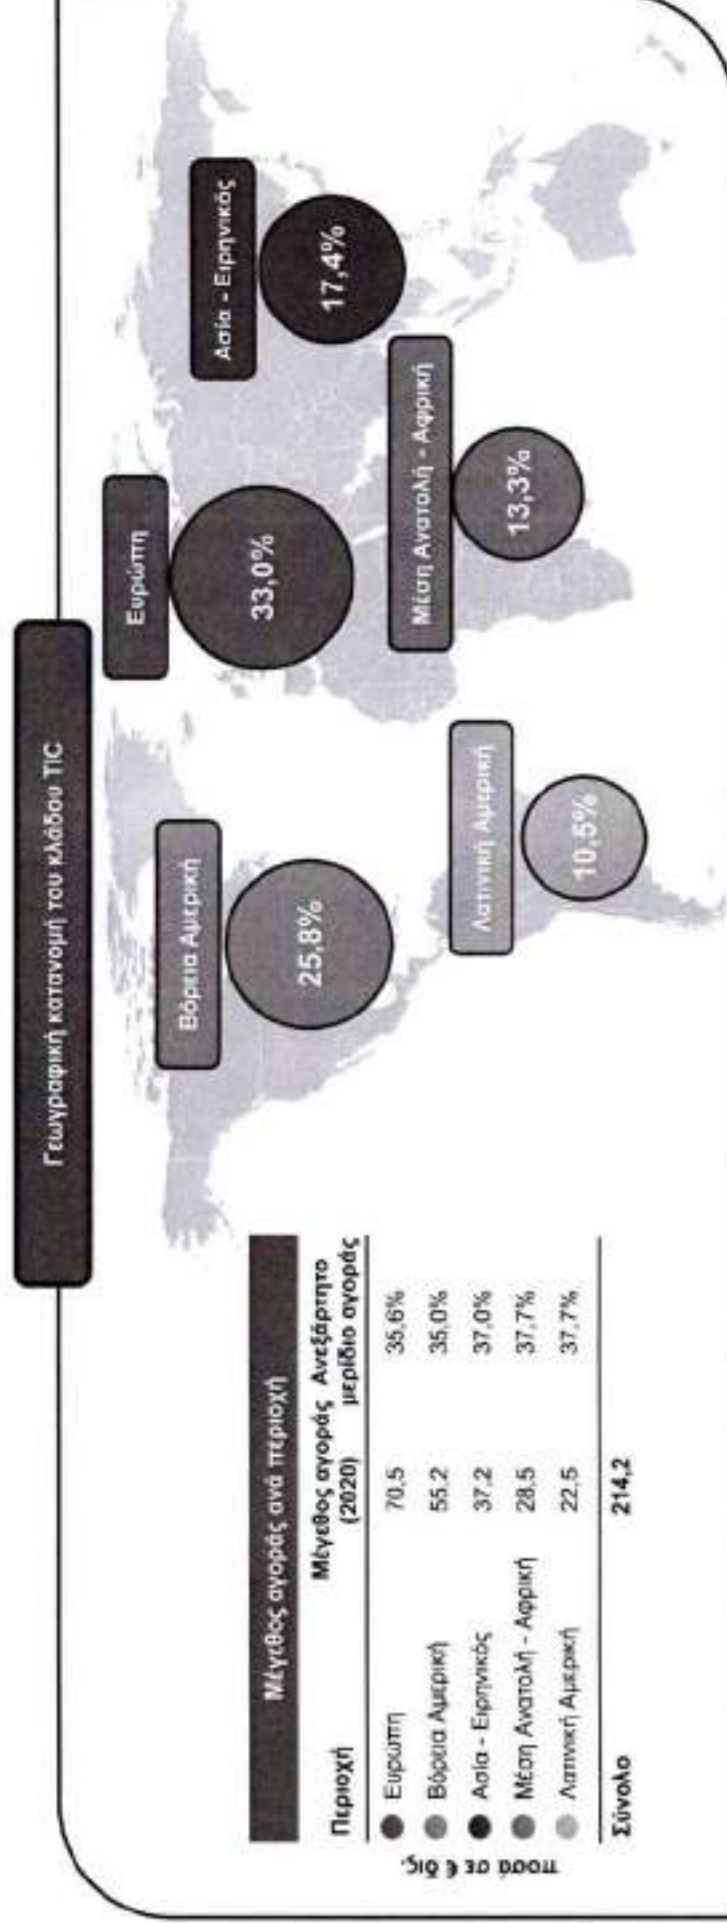 Γεωγραφική κατανομή του κλάδου TIC
Μέγεθος αγοράς ανά περιοχή
Περιοχή Μέγεθος αγοράς (2020) Ανεξάρτητο μερίδιο αγοράς
Ευρώπη 70,5 35,6%
Βόρεια Αμερική 55,2 35,0%
Ασία - Ειρηνικός 37,2 37,0%
Μέση Ανατολή - Αφρική 28,5 37,7%
Λατινική Αμερική 22,5 37,7%
Σύνολο 214,2
ποσά σε € δις.
Βόρεια Αμερική
25,8%
Ευρώπη
33,0%
Ασία - Ειρηνικός
17,4%
Λατινική Αμερική
10,5%
Μέση Ανατολή - Αφρική
13,3%